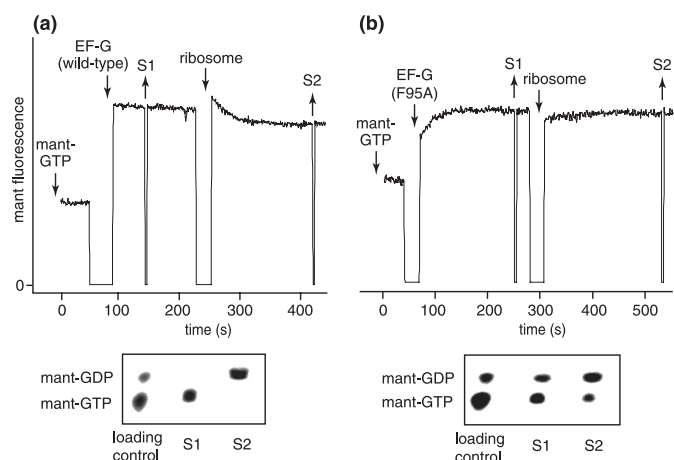 (a)
EF-G
(wild-type)
S1
ribosome
S2
mant-
GTP
mant fluorescence
0
0
100
200
300
400
time (s)
mant-GDP
mant-GTP
loading
control
S1
S2
(b)
EF-G
(F95A)
S1
ribosome
S2
mant-
GTP
0
100
200
300
400
500
time (s)
mant-GDP
mant-GTP
loading
control
S1
S2